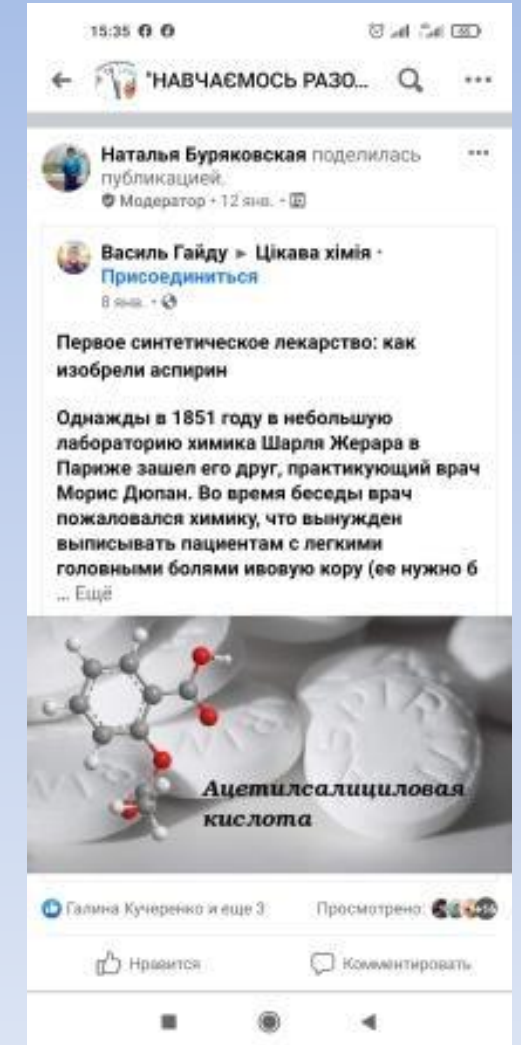 15:35
"НАВЧАЄМОСЬ РАЗО...
Наталья Буряковская поделилась
публикацией.
Модератор · 12 янв. ·
Василь Гайду ► Цікава хімія ·
Присоединиться
8 янв. ·
Первое синтетическое лекарство: как
изобрели аспирин
Однажды в 1851 году в небольшую
лабораторию химика Шарля Жерара в
Париже зашел его друг, практикующий врач
Морис Дюпан. Во время беседы врач
пожаловался химику, что вынужден
выписывать пациентам с легкими
головными болями ивовую кору (ее нужно б
... Ещё
Ацетилсалициловая
кислота
Галина Кучеренко и еще 3 Просмотрено:
Нравится Комментировать